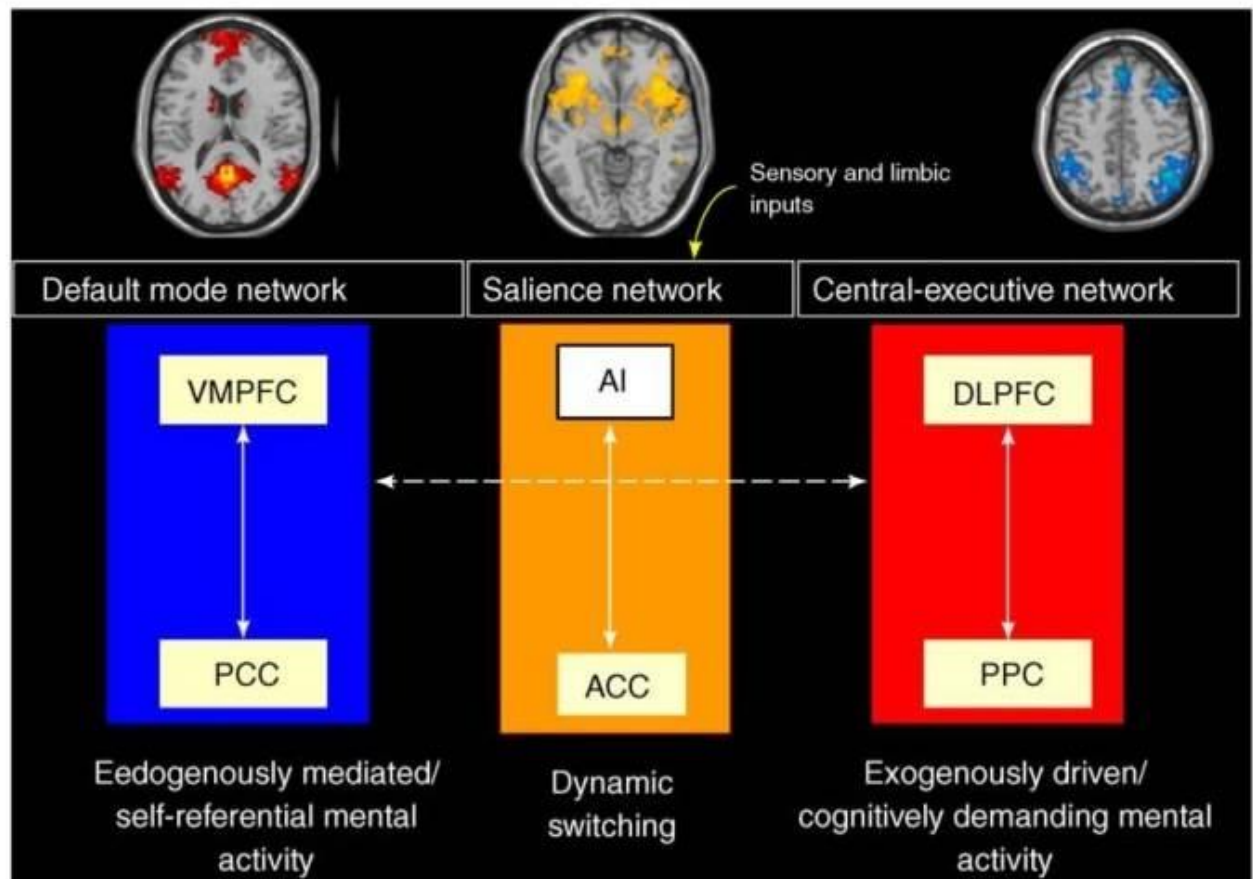 Sensory and limbic
inputs
Default mode network
Salience network
Central-executive network
VMPFC
AI
DLPFC
PCC
ACC
PPC
Eedogenously mediated/
self-referential mental
activity
Dynamic
switching
Exogenously driven/
cognitively demanding mental
activity